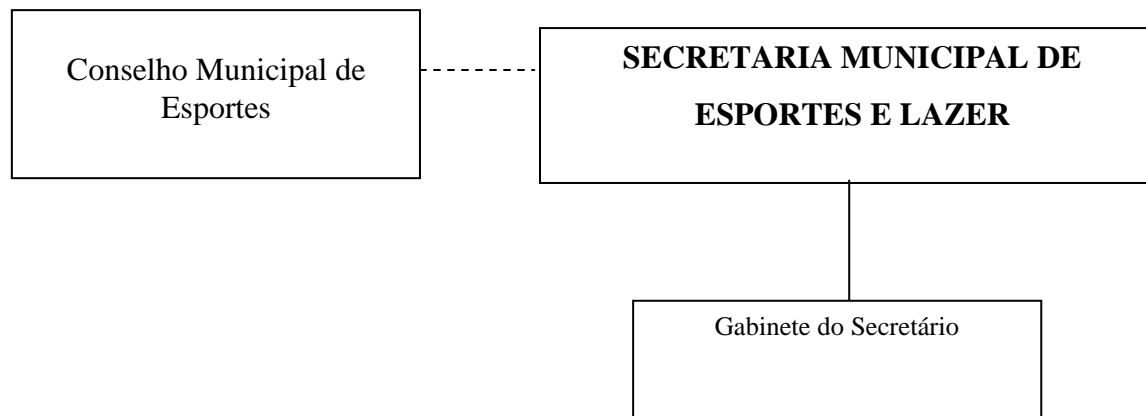 Conselho Municipal de
Esportes
SECRETARIA MUNICIPAL DE
ESPORTES E LAZER
Gabinete do Secretário